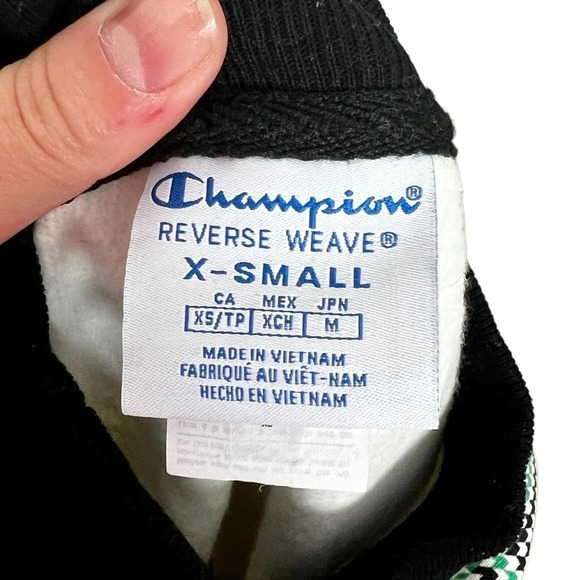 Champion®
REVERSE WEAVE®
X-SMALL
CA MEX JPN
XS/TP XCH M
MADE IN VIETNAM
FABRIQUÉ AU VIÊT-NAM
HECHO EN VIETNAM